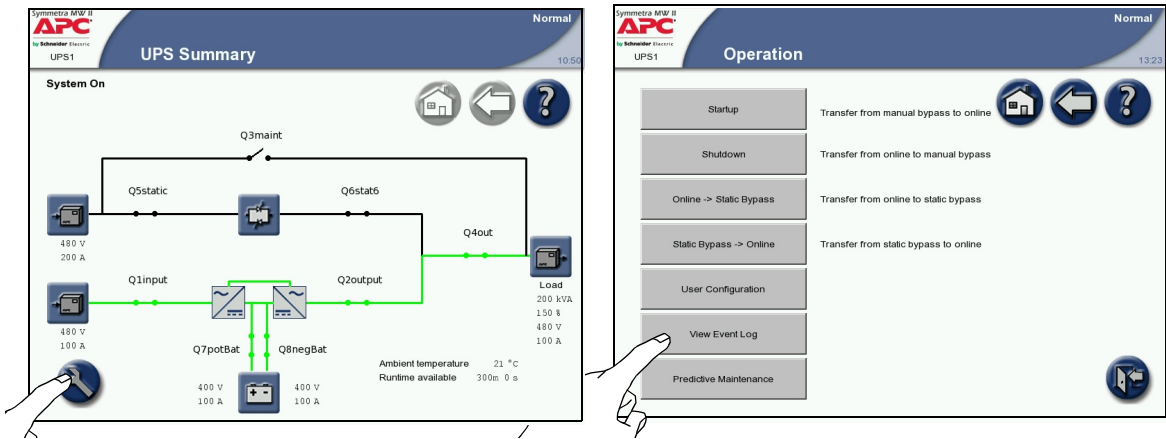 Symmetra MW II
APC
by Schneider Electric
UPS1
UPS Summary
Normal
10:50
System On
Q3maint
Q5static
Q6stat6
480 V
200 A
Q4out
Q1input
Q2output
Load
200 kVA
150 %
480 V
100 A
480 V
100 A
Q7potBat
Q8negBat
Ambient temperature 21 °C
Runtime available 300m 0 s
400 V
100 A
400 V
100 A
Symmetra MW II
APC
by Schneider Electric
UPS1
Operation
Normal
13:23
Startup
Transfer from manual bypass to online
Shutdown
Transfer from online to manual bypass
Online -> Static Bypass
Transfer from online to static bypass
Static Bypass -> Online
Transfer from static bypass to online
User Configuration
View Event Log
Predictive Maintenance